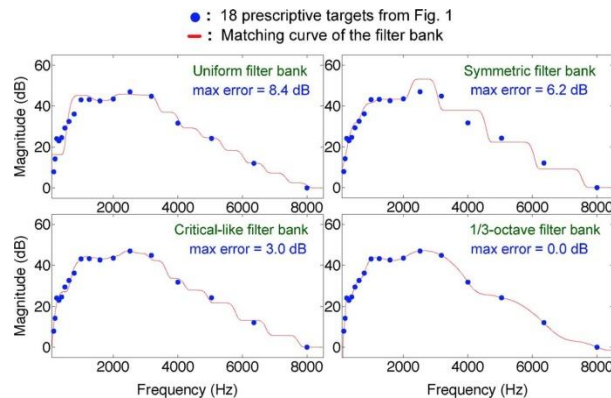 : 18 prescriptive targets from Fig. 1
: Matching curve of the filter bank
Magnitude (dB)
60
40
20
0
Uniform filter bank
max error = 8.4 dB
2000 4000 6000 8000
60
40
20
0
Symmetric filter bank
max error = 6.2 dB
2000 4000 6000 8000
Magnitude (dB)
60
40
20
0
Critical-like filter bank
max error = 3.0 dB
2000 4000 6000 8000
Frequency (Hz)
60
40
20
0
1/3-octave filter bank
max error = 0.0 dB
2000 4000 6000 8000
Frequency (Hz)